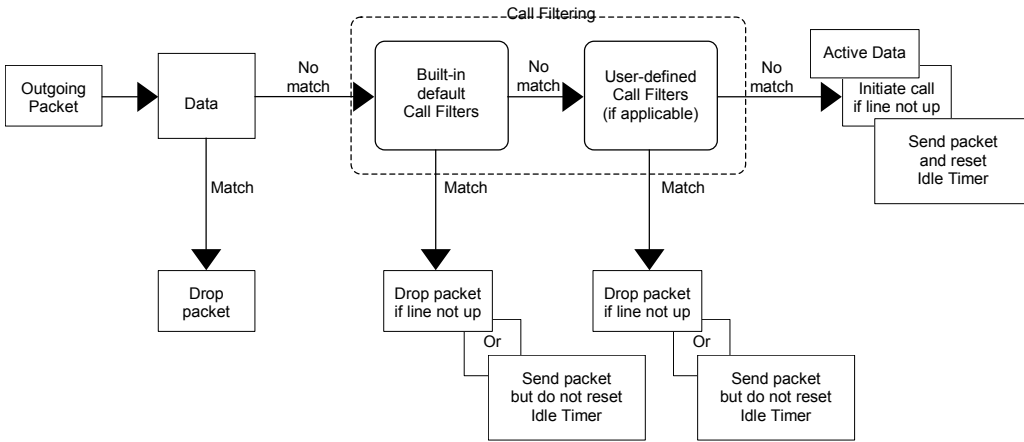 Call Filtering
Outgoing
Packet
Data
No
match
Built-in
default
Call Filters
No
match
User-defined
Call Filters
(if applicable)
No
match
Active Data
Initiate call
if line not up
Send packet
and reset
Idle Timer
Match
Match
Match
Drop
packet
Drop packet
if line not up
Or
Send packet
but do not reset
Idle Timer
Drop packet
if line not up
Or
Send packet
but do not reset
Idle Timer